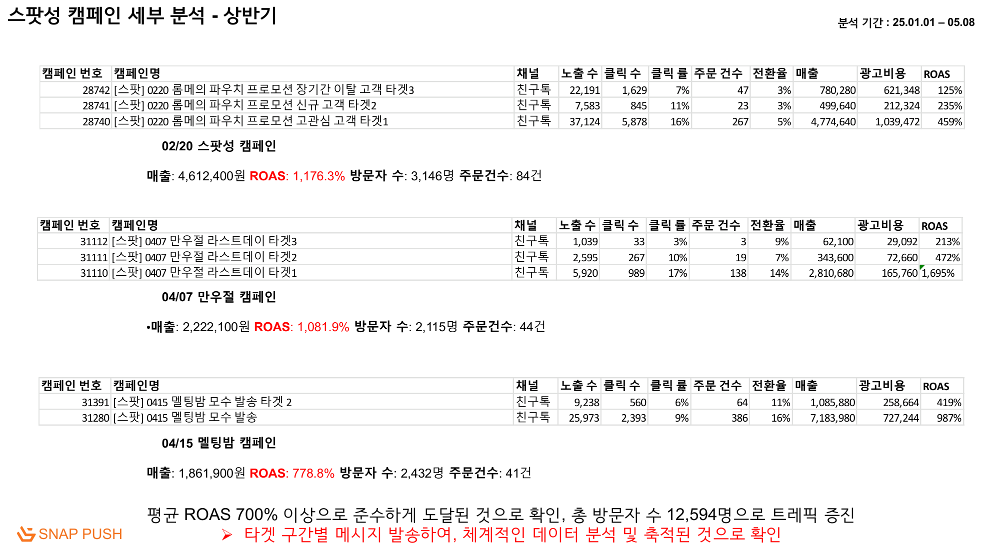 스팟성 캠페인 세부 분석 - 상반기
분석 기간 : 25.01.01 – 05.08
캠페인 번호 캠페인명 채널 노출 수 클릭 수 클릭 률 주문 건수 전환율 매출 광고비용 ROAS
28742 [스팟] 0220 롬메의 파우치 프로모션 장기간 이탈 고객 타겟3 친구톡 22,191 1,629 7% 47 3% 780,280 621,348 125%
28741 [스팟] 0220 롬메의 파우치 프로모션 신규 고객 타겟2 친구톡 7,583 845 11% 23 3% 499,640 212,324 235%
28740 [스팟] 0220 롬메의 파우치 프로모션 고관심 고객 타겟1 친구톡 37,124 5,878 16% 267 5% 4,774,640 1,039,472 459%
02/20 스팟성 캠페인
매출: 4,612,400원 ROAS: 1,176.3% 방문자 수: 3,146명 주문건수: 84건
캠페인 번호 캠페인명 채널 노출 수 클릭 수 클릭 률 주문 건수 전환율 매출 광고비용 ROAS
31112 [스팟] 0407 만우절 라스트데이 타겟3 친구톡 1,039 33 3% 3 9% 62,100 29,092 213%
31111 [스팟] 0407 만우절 라스트데이 타겟2 친구톡 2,595 267 10% 19 7% 343,600 72,660 472%
31110 [스팟] 0407 만우절 라스트데이 타겟1 친구톡 5,920 989 17% 138 14% 2,810,680 165,760 1,695%
04/07 만우절 캠페인
•매출: 2,222,100원 ROAS: 1,081.9% 방문자 수: 2,115명 주문건수: 44건
캠페인 번호 캠페인명 채널 노출 수 클릭 수 클릭 률 주문 건수 전환율 매출 광고비용 ROAS
31391 [스팟] 0415 멜팅밤 모수 발송 타겟 2 친구톡 9,238 560 6% 64 11% 1,085,880 258,664 419%
31280 [스팟] 0415 멜팅밤 모수 발송 친구톡 25,973 2,393 9% 386 16% 7,183,980 727,244 987%
04/15 멜팅밤 캠페인
매출: 1,861,900원 ROAS: 778.8% 방문자 수: 2,432명 주문건수: 41건
평균 ROAS 700% 이상으로 준수하게 도달된 것으로 확인, 총 방문자 수 12,594명으로 트레픽 증진
➢ 타겟 구간별 메시지 발송하여, 체계적인 데이터 분석 및 축적된 것으로 확인
SNAP PUSH